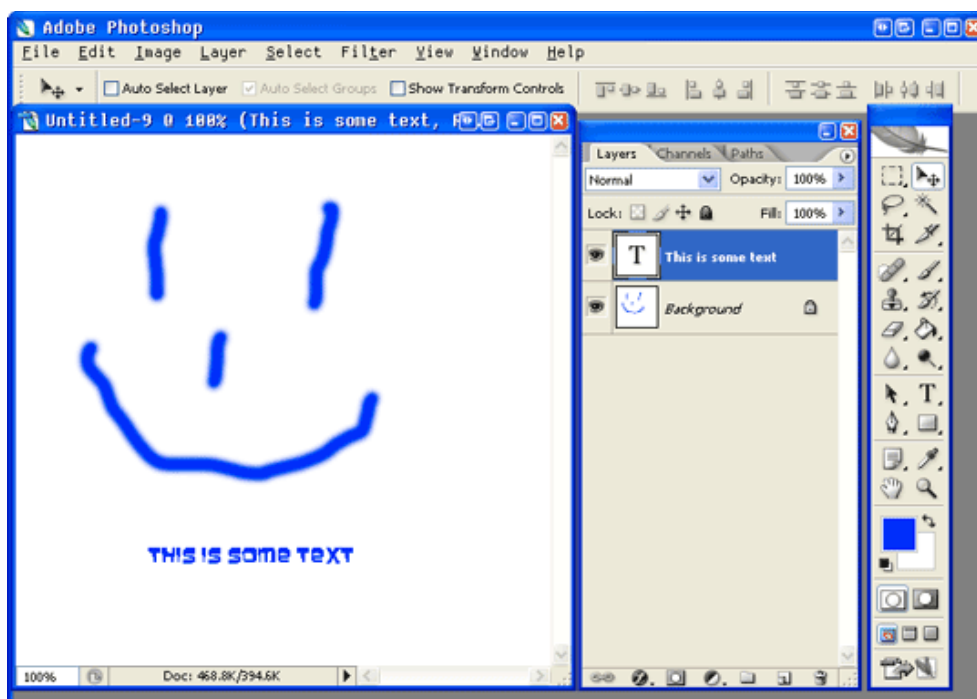 Adobe Photoshop
File Edit Image Layer Select Filter View Window Help
Auto Select Layer Auto Select Groups Show Transform Controls
Untitled-9 @ 100% (This is some text,
Layers Channels Paths
Normal Opacity: 100%
Lock: Fill: 100%
T This is some text
Background
T
THIS IS SOME TEXT
100% Doc: 468.8K/394.6K